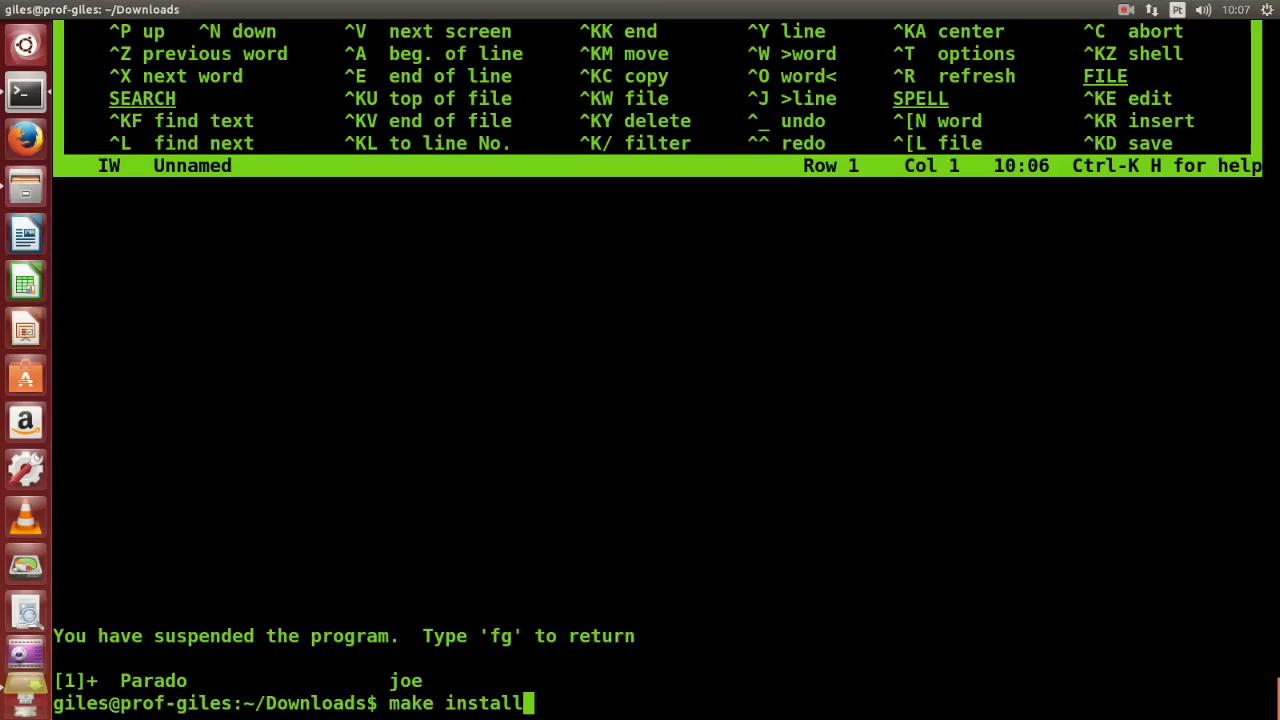 giles@prof-giles: ~/Downloads Pt 10:07
^P up ^N down ^V next screen ^KK end ^Y line ^KA center ^C abort
^Z previous word ^A beg. of line ^KM move ^W >word ^T options ^KZ shell
^X next word ^E end of line ^KC copy ^O word< ^R refresh FILE
SEARCH ^KU top of file ^KW file ^J >line SPELL ^KE edit
^KF find text ^KV end of file ^KY delete ^_ undo ^[N word ^KR insert
^L find next ^KL to line No. ^K/ filter ^^ redo ^[L file ^KD save
IW Unnamed Row 1 Col 1 10:06 Ctrl-K H for help
You have suspended the program. Type 'fg' to return
[1]+ Parado joe
giles@prof-giles:~/Downloads$ make install